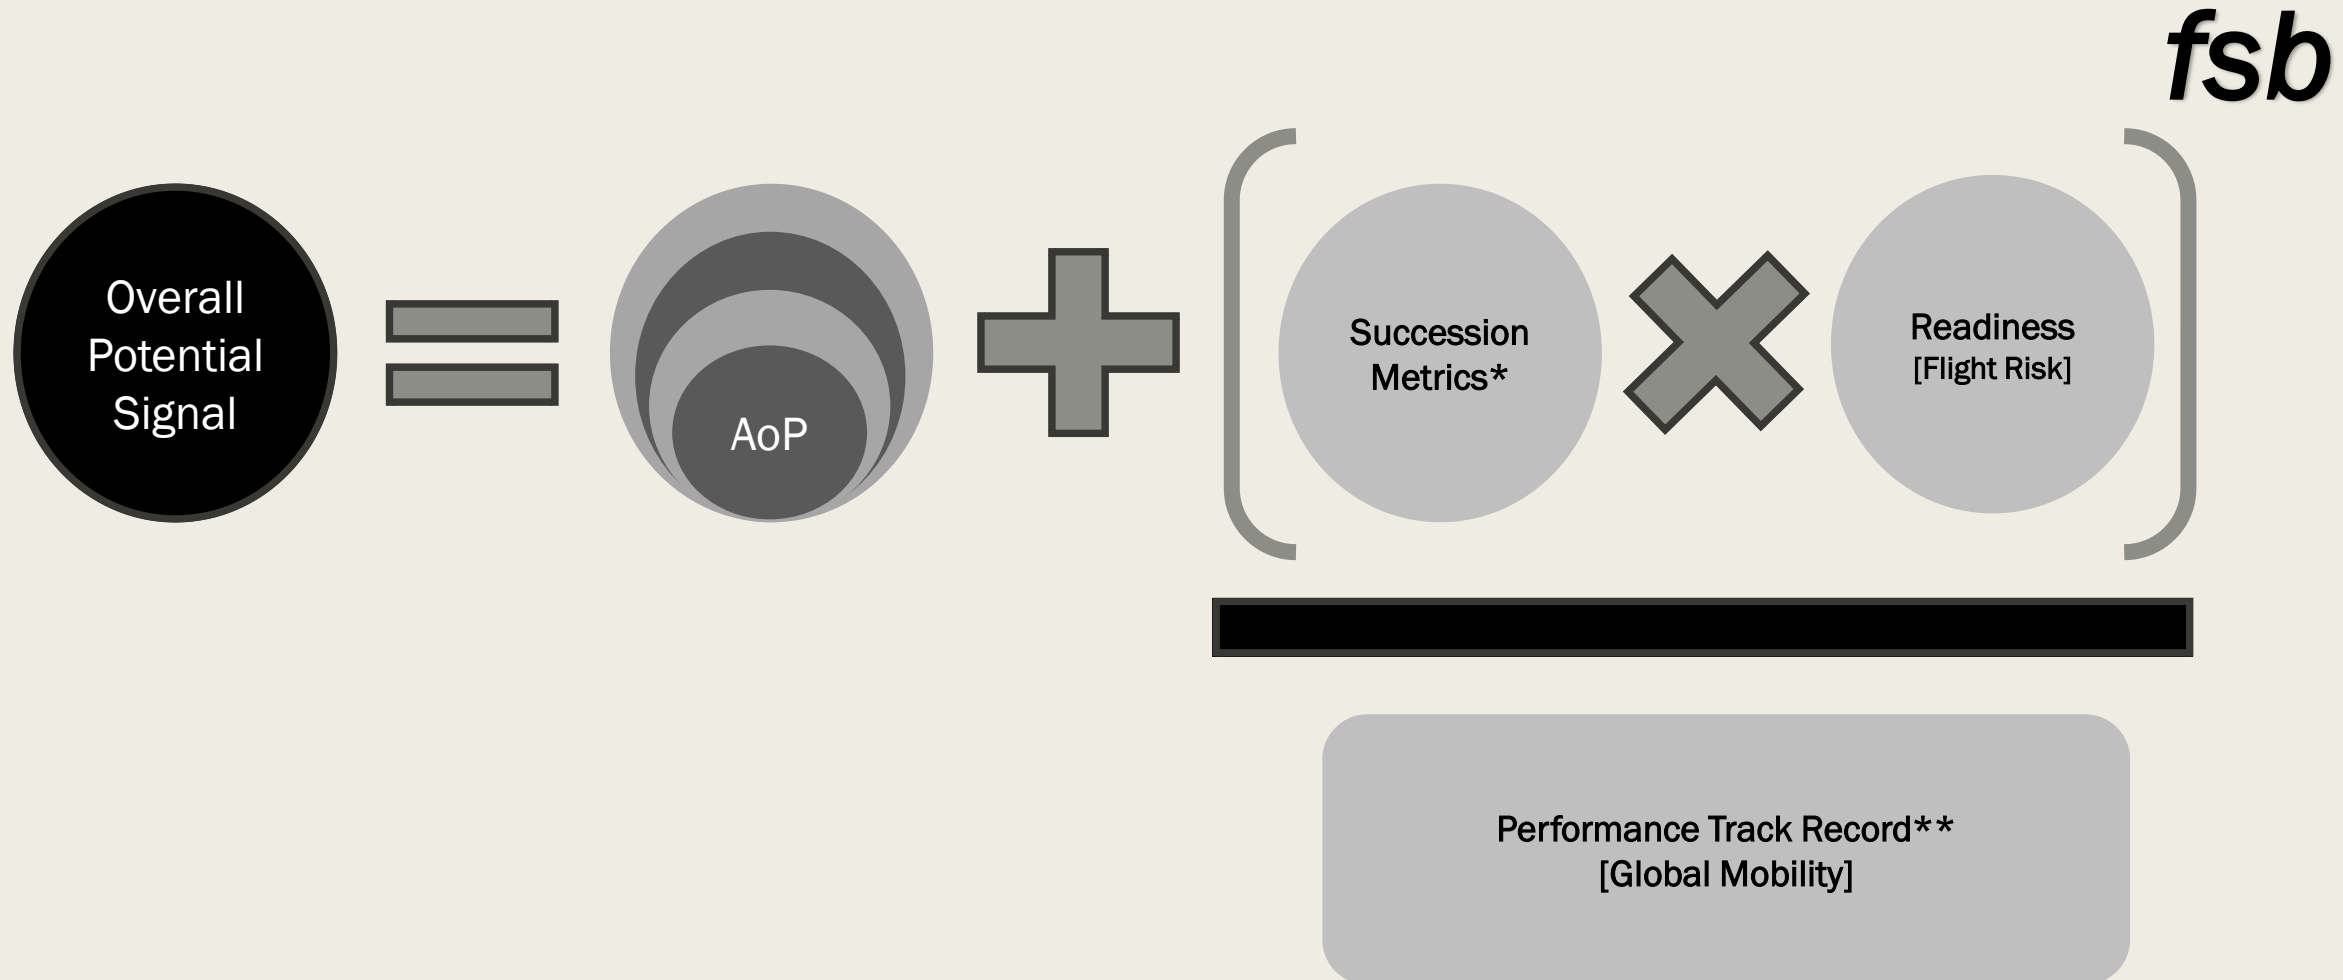 fsb
Overall
Potential
Signal
AoP
Succession
Metrics*
Readiness
[Flight Risk]
Performance Track Record**
[Global Mobility]